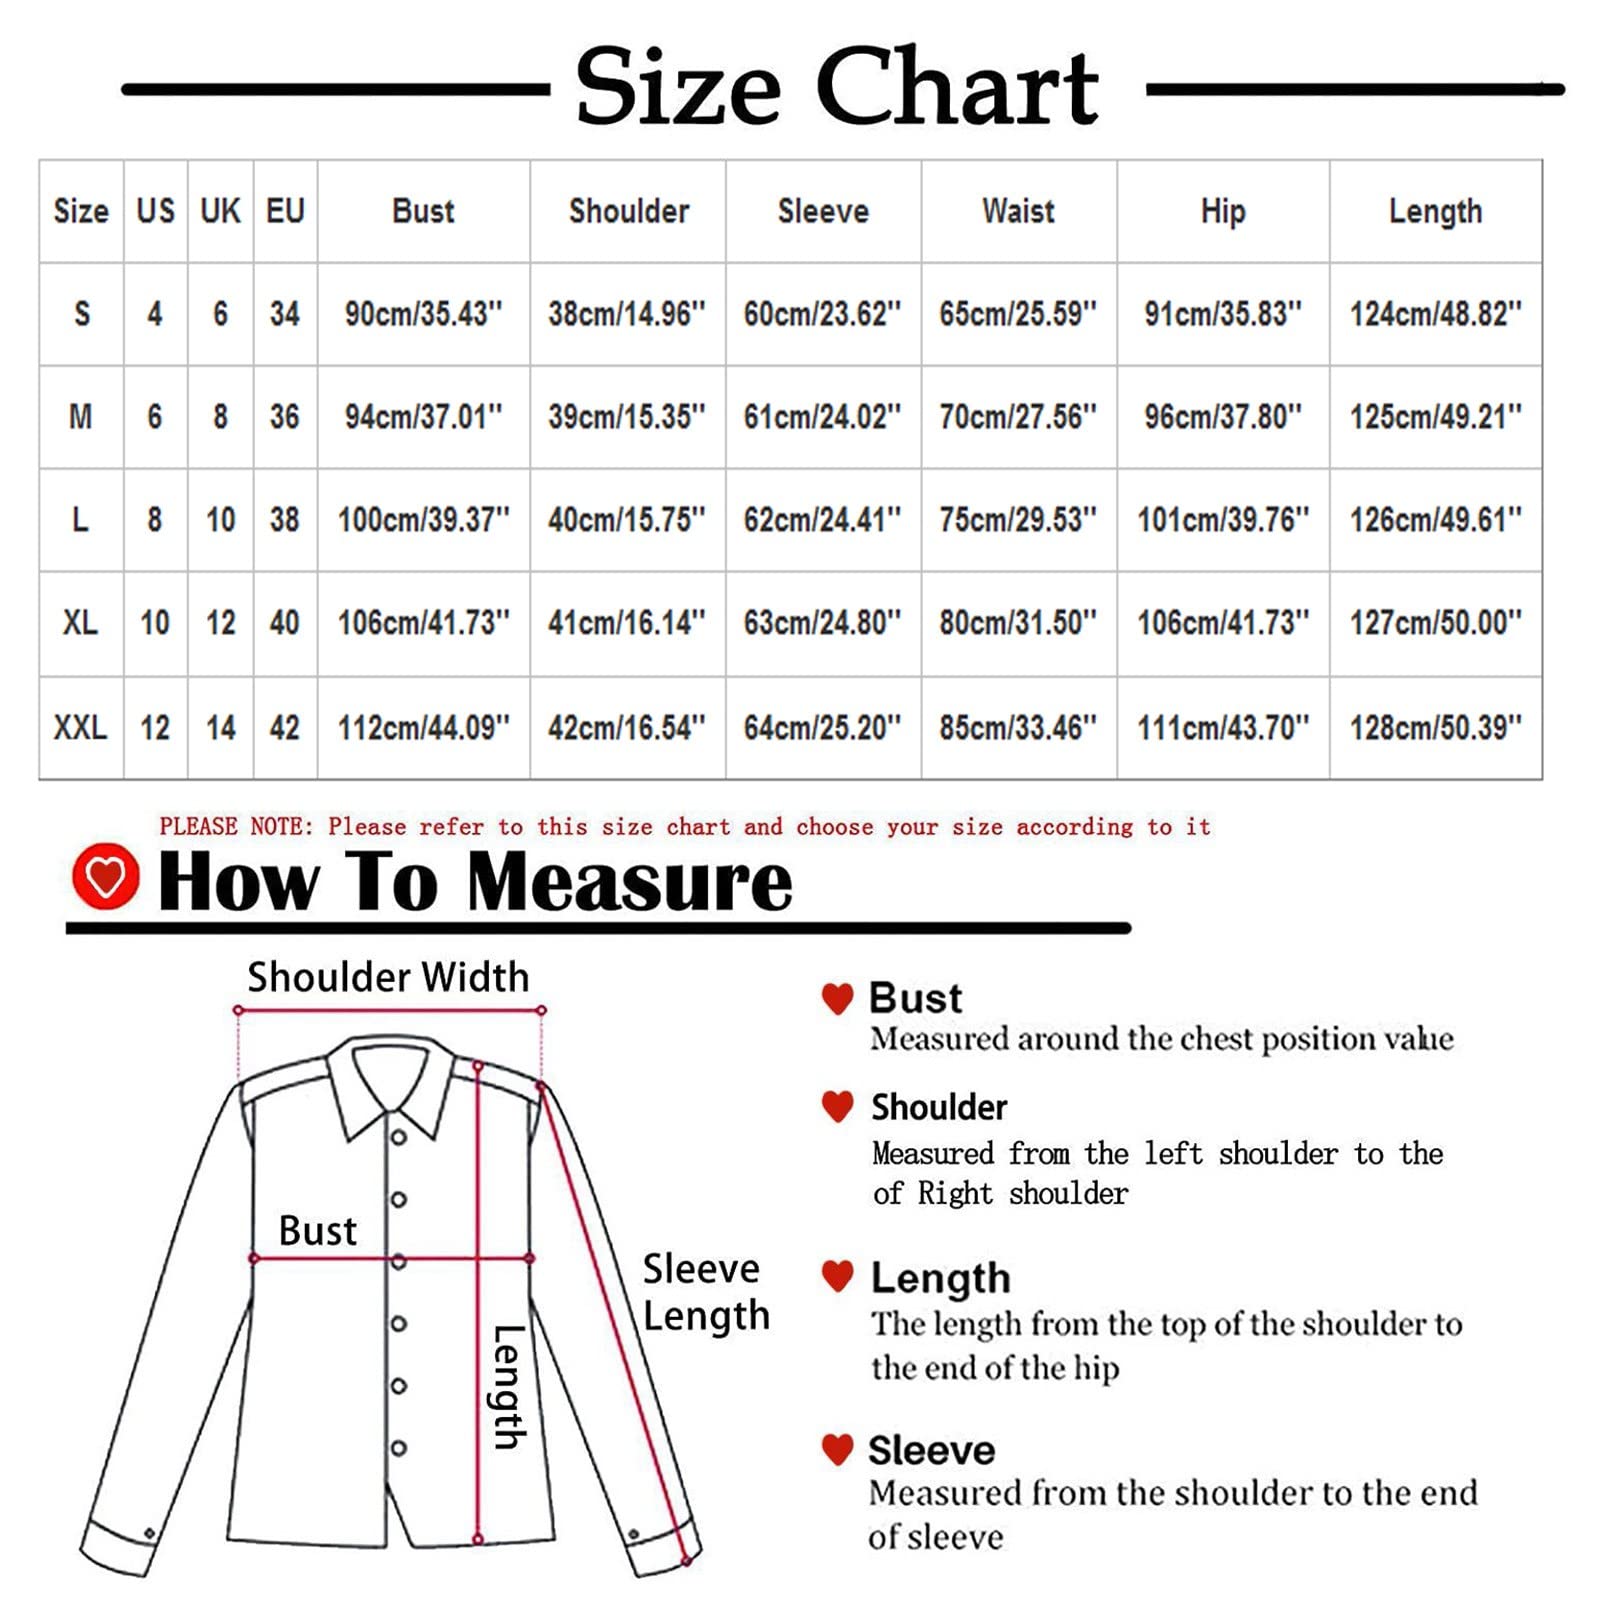 Size Chart
Size US UK EU Bust Shoulder Sleeve Waist Hip Length
S 4 6 34 90cm/35.43'' 38cm/14.96'' 60cm/23.62'' 65cm/25.59'' 91cm/35.83'' 124cm/48.82''
M 6 8 36 94cm/37.01'' 39cm/15.35'' 61cm/24.02'' 70cm/27.56'' 96cm/37.80'' 125cm/49.21''
L 8 10 38 100cm/39.37'' 40cm/15.75'' 62cm/24.41'' 75cm/29.53'' 101cm/39.76'' 126cm/49.61''
XL 10 12 40 106cm/41.73'' 41cm/16.14'' 63cm/24.80'' 80cm/31.50'' 106cm/41.73'' 127cm/50.00''
XXL 12 14 42 112cm/44.09'' 42cm/16.54'' 64cm/25.20'' 85cm/33.46'' 111cm/43.70'' 128cm/50.39''
PLEASE NOTE: Please refer to this size chart and choose your size according to it
How To Measure
Shoulder Width
Bust
Length
Sleeve
Length
Bust
Measured around the chest position value
Shoulder
Measured from the left shoulder to the
of Right shoulder
Length
The length from the top of the shoulder to
the end of the hip
Sleeve
Measured from the shoulder to the end
of sleeve